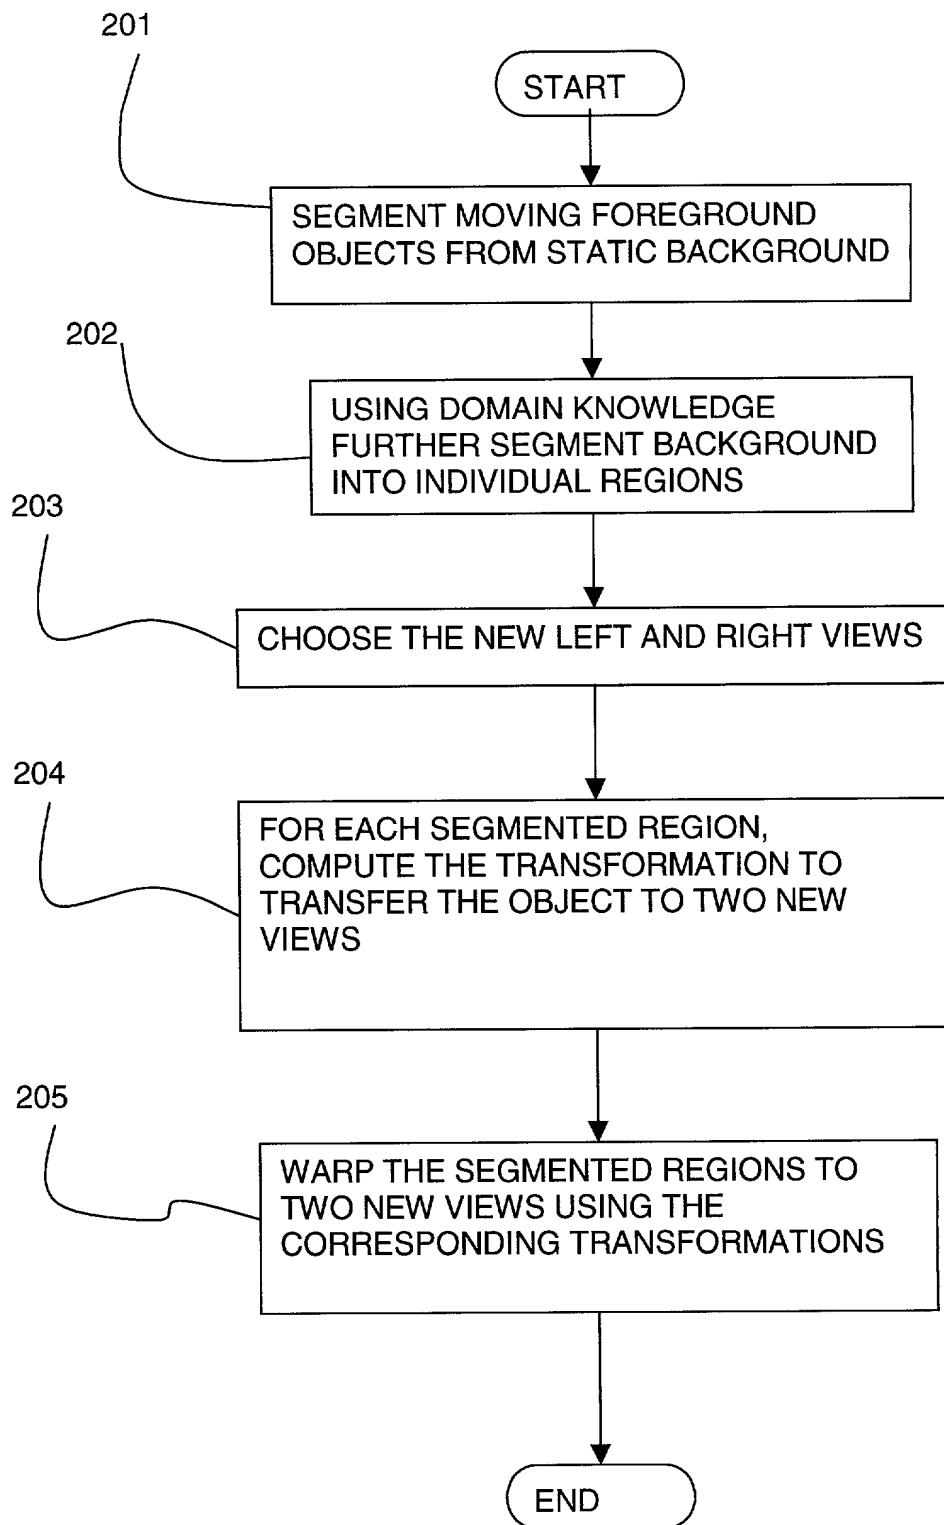 201
START
SEGMENT MOVING FOREGROUND
OBJECTS FROM STATIC BACKGROUND
202
USING DOMAIN KNOWLEDGE
FURTHER SEGMENT BACKGROUND
INTO INDIVIDUAL REGIONS
203
CHOOSE THE NEW LEFT AND RIGHT VIEWS
204
FOR EACH SEGMENTED REGION,
COMPUTE THE TRANSFORMATION TO
TRANSFER THE OBJECT TO TWO NEW
VIEWS
205
WARP THE SEGMENTED REGIONS TO
TWO NEW VIEWS USING THE
CORRESPONDING TRANSFORMATIONS
END